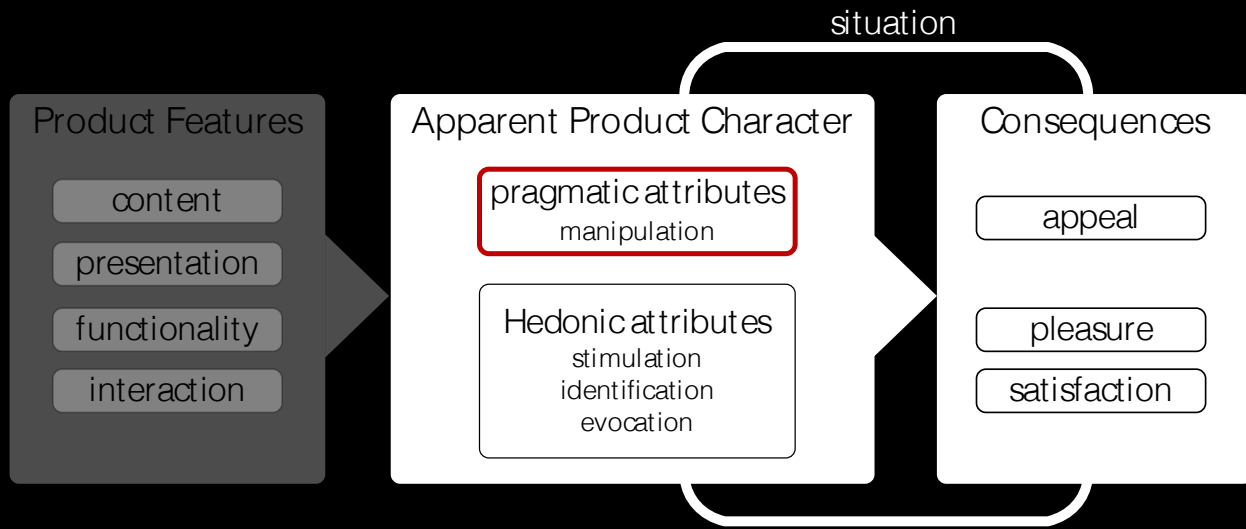 situation
Product Features
content
presentation
functionality
interaction
Apparent Product Character
pragmatic attributes
manipulation
Hedonic attributes
stimulation
identification
evocation
Consequences
appeal
pleasure
satisfaction